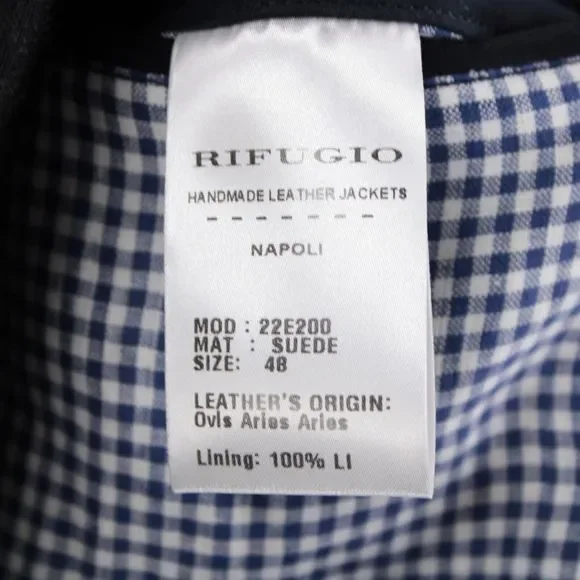 RIFUGIO
HANDMADE LEATHER JACKETS
- - - - - - -
NAPOLI
MOD : 22E200
MAT : SUEDE
SIZE: 48
LEATHER'S ORIGIN:
Ovis Aries Aries
Lining: 100% LI